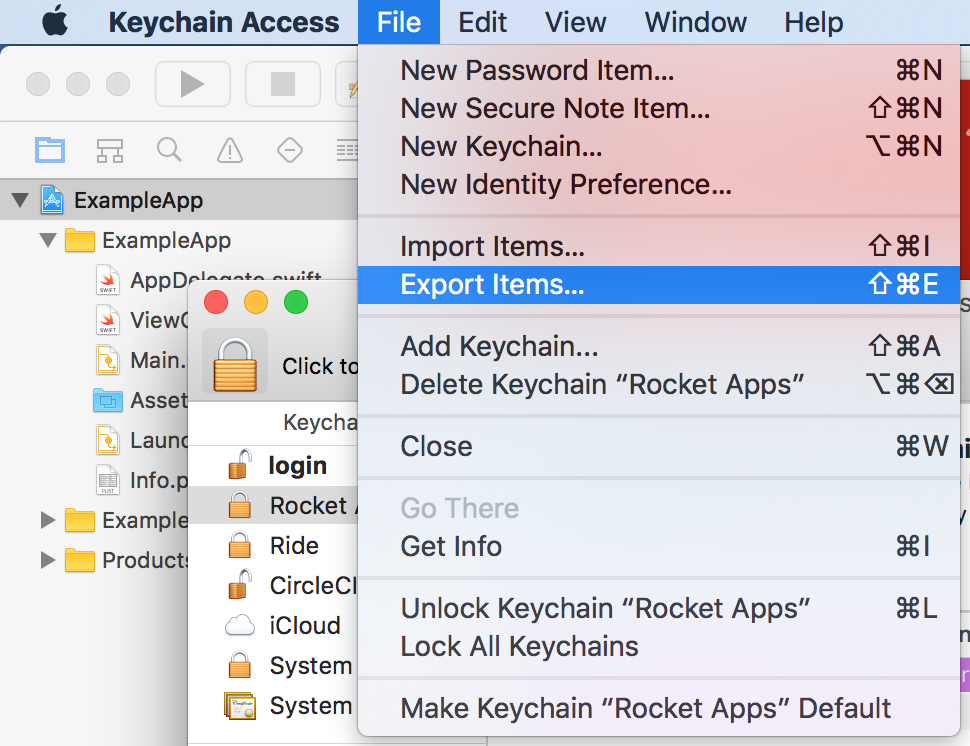 Keychain Access File Edit View Window Help
New Password Item... ⌘N
New Secure Note Item... ⇧⌘N
New Keychain... ⌥⌘N
New Identity Preference...
Import Items... ⇧⌘I
Export Items... ⇧⌘E
Add Keychain... ⇧⌘A
Delete Keychain “Rocket Apps” ⌥⌘⌫
Close ⌘W
Go There
Get Info ⌘I
Unlock Keychain “Rocket Apps” ⌘L
Lock All Keychains
Make Keychain “Rocket Apps” Default
ExampleApp
ExampleApp
AppDelegate.swift
Main.
Info.p
Example
Products
Click to
Keycha
login
Rocket
Ride
CircleCI
iCloud
System
System